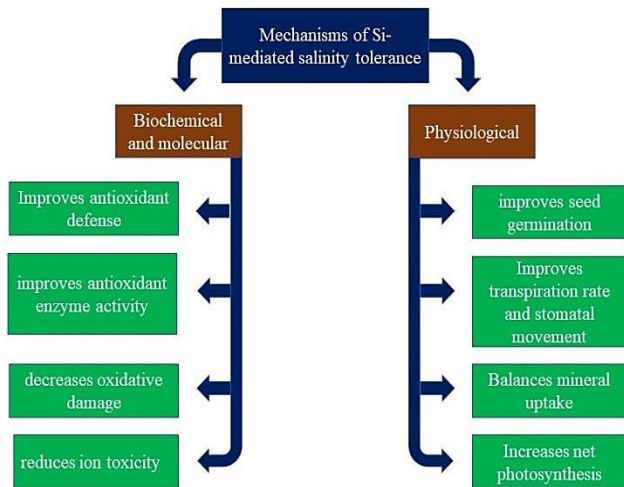 Mechanisms of Si-
mediated salinity tolerance
Biochemical
and molecular
Physiological
Improves antioxidant
defense
improves antioxidant
enzyme activity
decreases oxidative
damage
reduces ion toxicity
improves seed
germination
Improves
transpiration rate
and stomatal
movement
Balances mineral
uptake
Increases net
photosynthesis